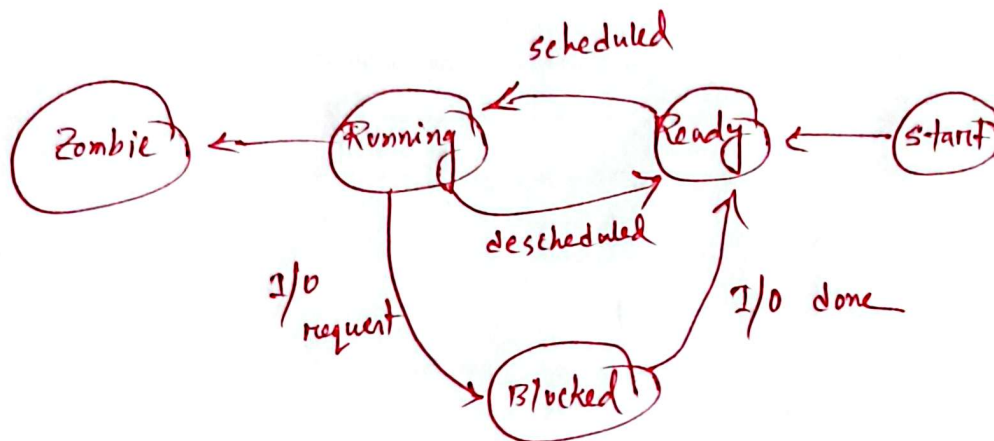 scheduled
Zombie
Running
Ready
Start
descheduled
I/O
request
I/O done
Blocked